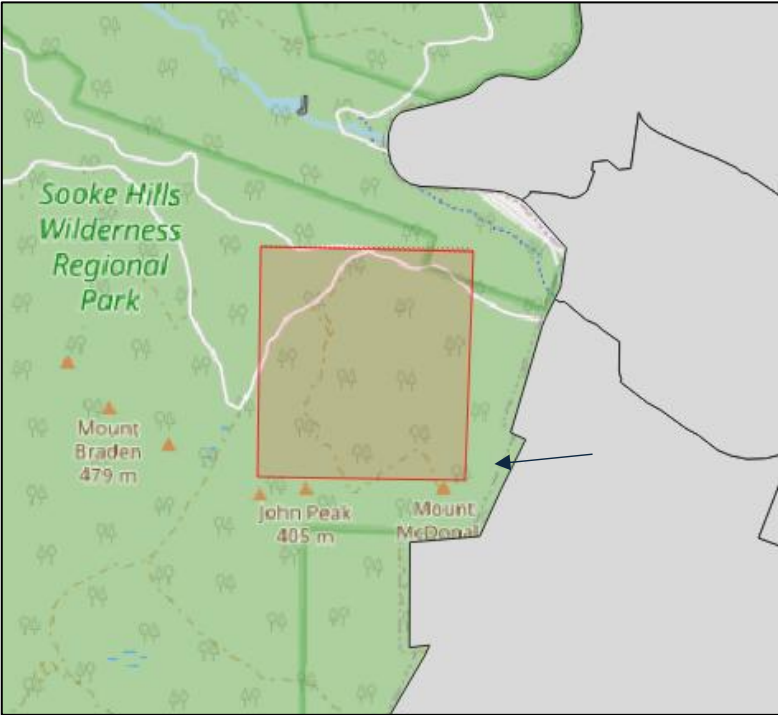 Sooke Hills
Wilderness
Regional
Park
Mount
Braden
479 m
John Peak
405 m
Mount
McDonal